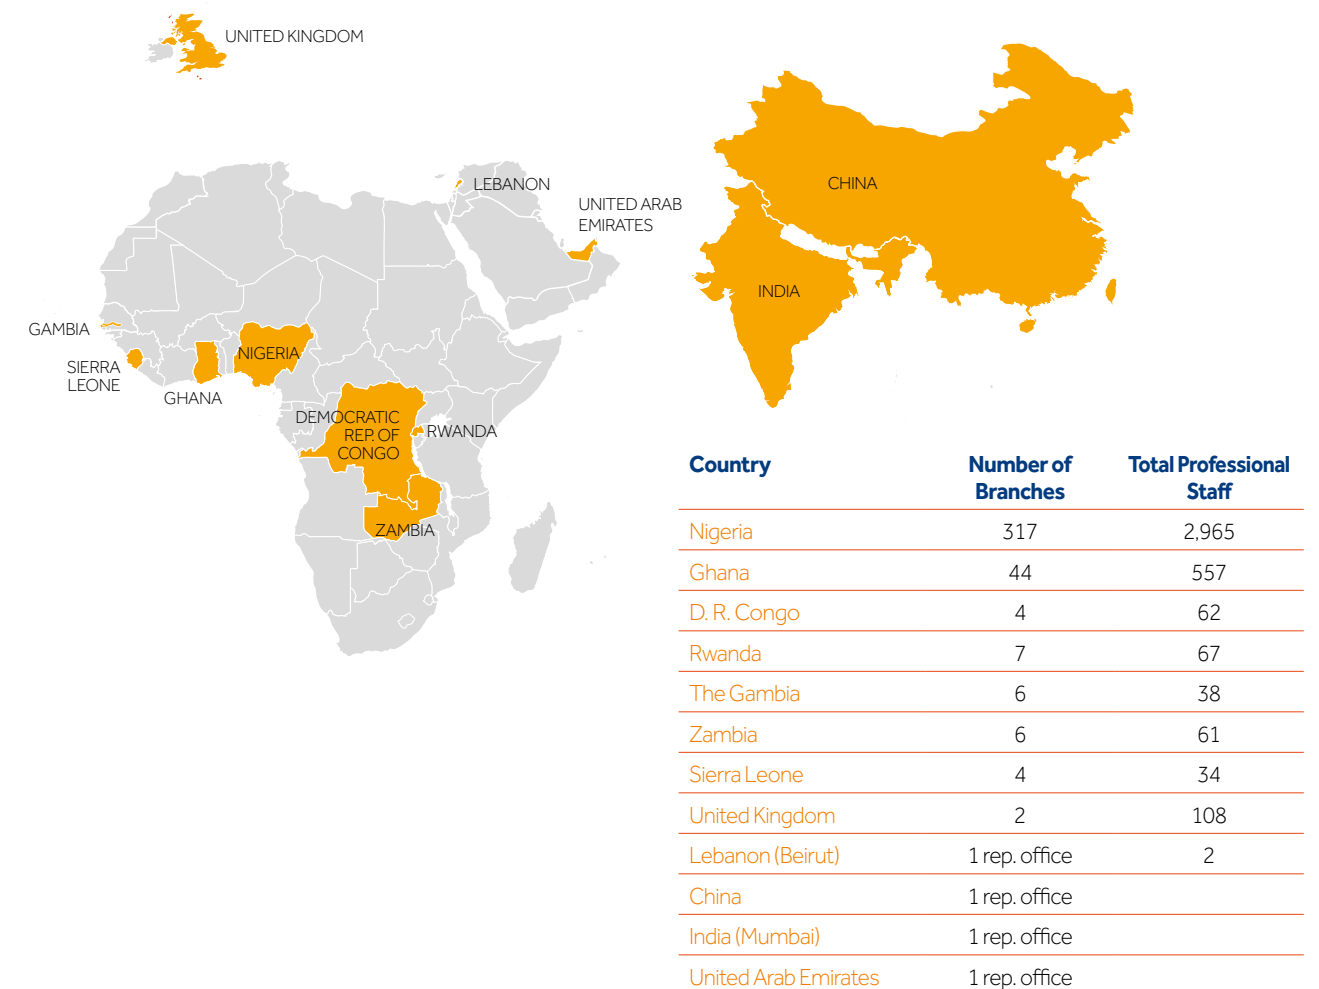 UNITED KINGDOM
CHINA
LEBANON
UNITED ARAB
EMIRATES
INDIA
GAMBIA
SIERRA
LEONE
GHANA
NIGERIA
DEMOCRATIC
REP. OF
CONGO
RWANDA
ZAMBIA
Country Number of Branches Total Professional Staff
Nigeria 317 2,965
Ghana 44 557
D. R. Congo 4 62
Rwanda 7 67
The Gambia 6 38
Zambia 6 61
Sierra Leone 4 34
United Kingdom 2 108
Lebanon (Beirut) 1 rep. office 2
China 1 rep. office
India (Mumbai) 1 rep. office
United Arab Emirates 1 rep. office